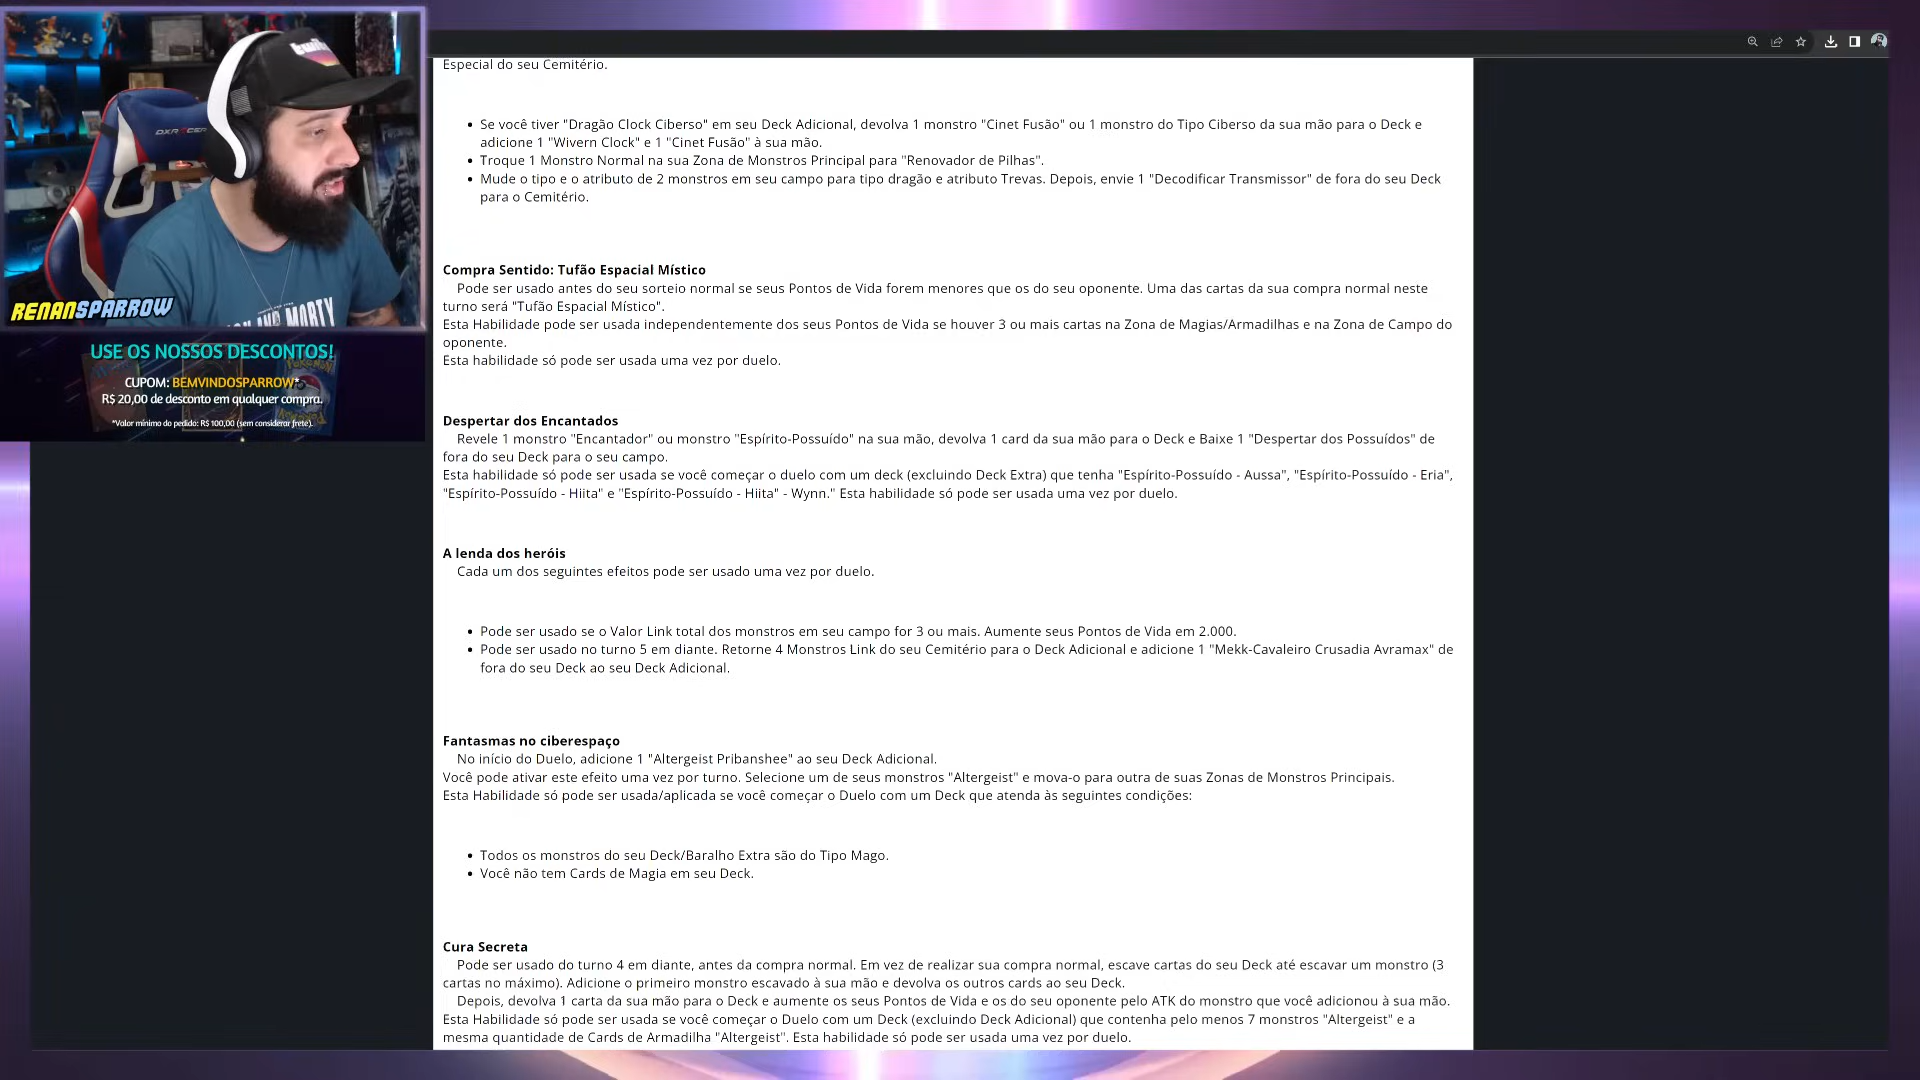 DXRACER
RENANSPARROW
USE OS NOSSOS DESCONTOS!
CUPOM: BEMVINDOSPARROW*
R$ 20,00 de desconto em qualquer compra.
*Valor mínimo do pedido: R$ 100,00 (sem considerar frete).
Especial do seu Cemitério.
• Se você tiver "Dragão Clock Ciberso" em seu Deck Adicional, devolva 1 monstro "Cinet Fusão" ou 1 monstro do Tipo Ciberso da sua mão para o Deck e
adicione 1 "Wivern Clock" e 1 "Cinet Fusão" à sua mão.
• Troque 1 Monstro Normal na sua Zona de Monstros Principal para "Renovador de Pilhas".
• Mude o tipo e o atributo de 2 monstros em seu campo para tipo dragão e atributo Trevas. Depois, envie 1 "Decodificar Transmissor" de fora do seu Deck
para o Cemitério.
Compra Sentido: Tufão Espacial Místico
Pode ser usado antes do seu sorteio normal se seus Pontos de Vida forem menores que os do seu oponente. Uma das cartas da sua compra normal neste
turno será "Tufão Espacial Místico".
Esta Habilidade pode ser usada independentemente dos seus Pontos de Vida se houver 3 ou mais cartas na Zona de Magias/Armadilhas e na Zona de Campo do
oponente.
Esta habilidade só pode ser usada uma vez por duelo.
Despertar dos Encantados
Revele 1 monstro "Encantador" ou monstro "Espírito-Possuído" na sua mão, devolva 1 card da sua mão para o Deck e Baixe 1 "Despertar dos Possuídos" de
fora do seu Deck para o seu campo.
Esta habilidade só pode ser usada se você começar o duelo com um deck (excluindo Deck Extra) que tenha "Espírito-Possuído - Aussa", "Espírito-Possuído - Eria",
"Espírito-Possuído - Hiita" e "Espírito-Possuído - Hiita" - Wynn." Esta habilidade só pode ser usada uma vez por duelo.
A lenda dos heróis
Cada um dos seguintes efeitos pode ser usado uma vez por duelo.
• Pode ser usado se o Valor Link total dos monstros em seu campo for 3 ou mais. Aumente seus Pontos de Vida em 2.000.
• Pode ser usado no turno 5 em diante. Retorne 4 Monstros Link do seu Cemitério para o Deck Adicional e adicione 1 "Mekk-Cavaleiro Crusadia Avramax" de
fora do seu Deck ao seu Deck Adicional.
Fantasmas no ciberespaço
No início do Duelo, adicione 1 "Altergeist Pribanshee" ao seu Deck Adicional.
Você pode ativar este efeito uma vez por turno. Selecione um de seus monstros "Altergeist" e mova-o para outra de suas Zonas de Monstros Principais.
Esta Habilidade só pode ser usada/aplicada se você começar o Duelo com um Deck que atenda às seguintes condições:
• Todos os monstros do seu Deck/Baralho Extra são do Tipo Mago.
• Você não tem Cards de Magia em seu Deck.
Cura Secreta
Pode ser usado do turno 4 em diante, antes da compra normal. Em vez de realizar sua compra normal, escave cartas do seu Deck até escavar um monstro (3
cartas no máximo). Adicione o primeiro monstro escavado à sua mão e devolva os outros cards ao seu Deck.
Depois, devolva 1 carta da sua mão para o Deck e aumente os seus Pontos de Vida e os do seu oponente pelo ATK do monstro que você adicionou à sua mão.
Esta Habilidade só pode ser usada se você começar o Duelo com um Deck (excluindo Deck Adicional) que contenha pelo menos 7 monstros "Altergeist" e a
mesma quantidade de Cards de Armadilha "Altergeist". Esta habilidade só pode ser usada uma vez por duelo.